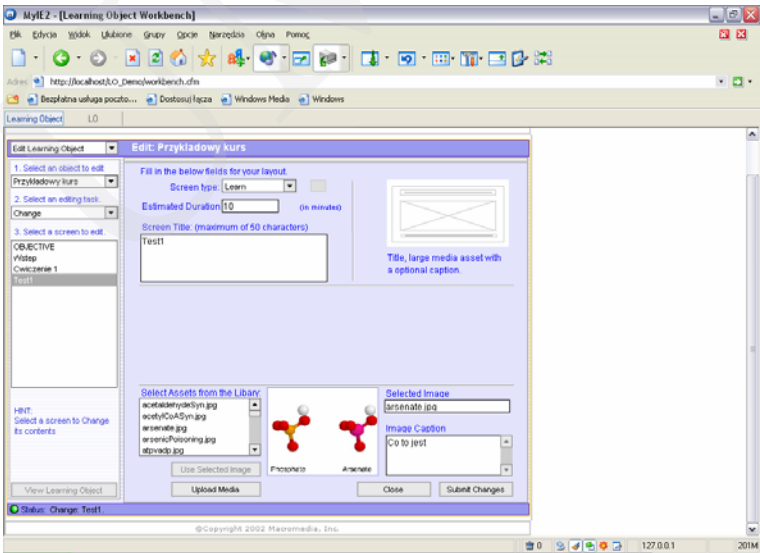 MyIE2 - [Learning Object Workbench]
Plik Edycja Widok Ulubione Grupy Opcje Narzędzia Okna Pomoc
Adres http://localhost/LO_Demo/workbench.cfm
Bezpłatna usługa poczto... Dostosuj łącza Windows Media Windows
Learning Object LO
Edit Learning Object
Edit: Przykladowy kurs
1. Select an object to edit
Przykladowy kurs
2. Select an editing task.
Change
3. Select a screen to edit.
OBJECTIVE
Wstep
Cwiczenie 1
Test1
HINT:
Select a screen to Change
its contents
View Learning Object
Fill in the below fields for your layout.
Screen type: Learn
Estimated Duration 10 (in minutes)
Screen Title: (maximum of 50 characters)
Test1
Title, large media asset with
a optional caption.
Select Assets from the Libary:
acetaldehydeSyn.jpg
acetylCoASyn.jpg
arsenate.jpg
arsenicPoisoning.jpg
atpvadp.jpg
Use Selected Image
Upload Media
Phosphate Arsenate
Selected Image
arsenate.jpg
Image Caption
Co to jest
Close Submit Changes
Status: Change: Test1.
©Copyright 2002 Macromedia, Inc.
0 127.0.0.1 201M